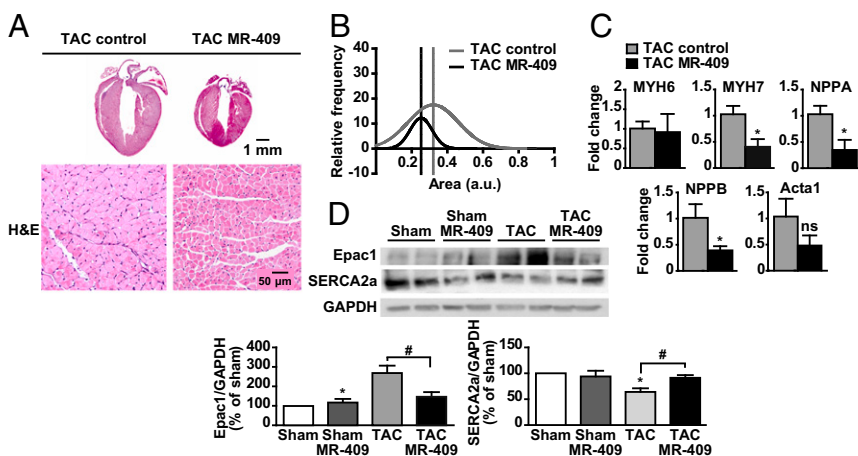 A
TAC control
TAC MR-409
1 mm
H&E
50 µm
B
TAC control
TAC MR-409
Relative frequency
40
30
20
10
0
0.2
0.4
0.6
0.8
1
Area (a.u.)
C
TAC control
TAC MR-409
MYH6
MYH7
NPPA
Fold change
2.0
1.5
1.0
0.5
0
1.5
1
0.5
0
*
1.5
1
0.5
0
*
NPPB
Acta1
Fold change
1.5
1
0.5
0
*
1.5
1
0.5
0
ns
D
Sham
Sham
MR-409
TAC
TAC
MR-409
Epac1
SERCA2a
GAPDH
Epac1/GAPDH
(% of sham)
400
300
200
100
0
*
#
Sham
Sham
MR-409
TAC
TAC
MR-409
SERCA2a/GAPDH
(% of sham)
150
100
50
0
*
#
Sham
Sham
MR-409
TAC
TAC
MR-409